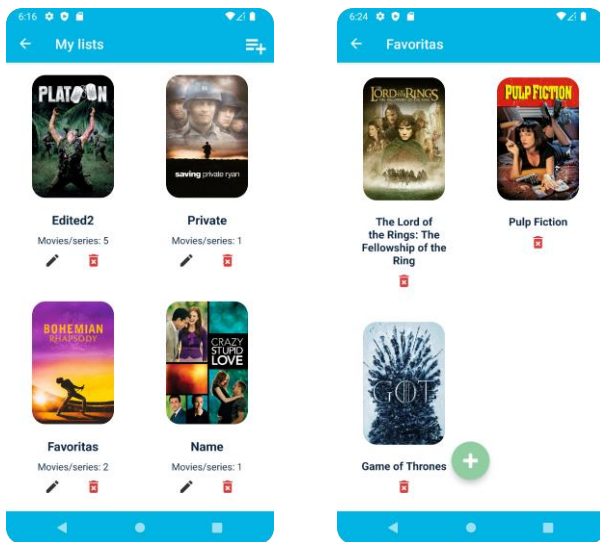 6:16
My lists
PLATOON
saving private ryan
Edited2
Private
Movies/series: 5
Movies/series: 1
BOHEMIAN
RHAPSODY
CRAZY
STUPID
LOVE
Favoritas
Name
Movies/series: 2
Movies/series: 1
6:24
Favoritas
THE LORD OF THE RINGS
PULP FICTION
The Lord of
the Rings: The
Fellowship of the
Ring
Pulp Fiction
GOT
Game of Thrones